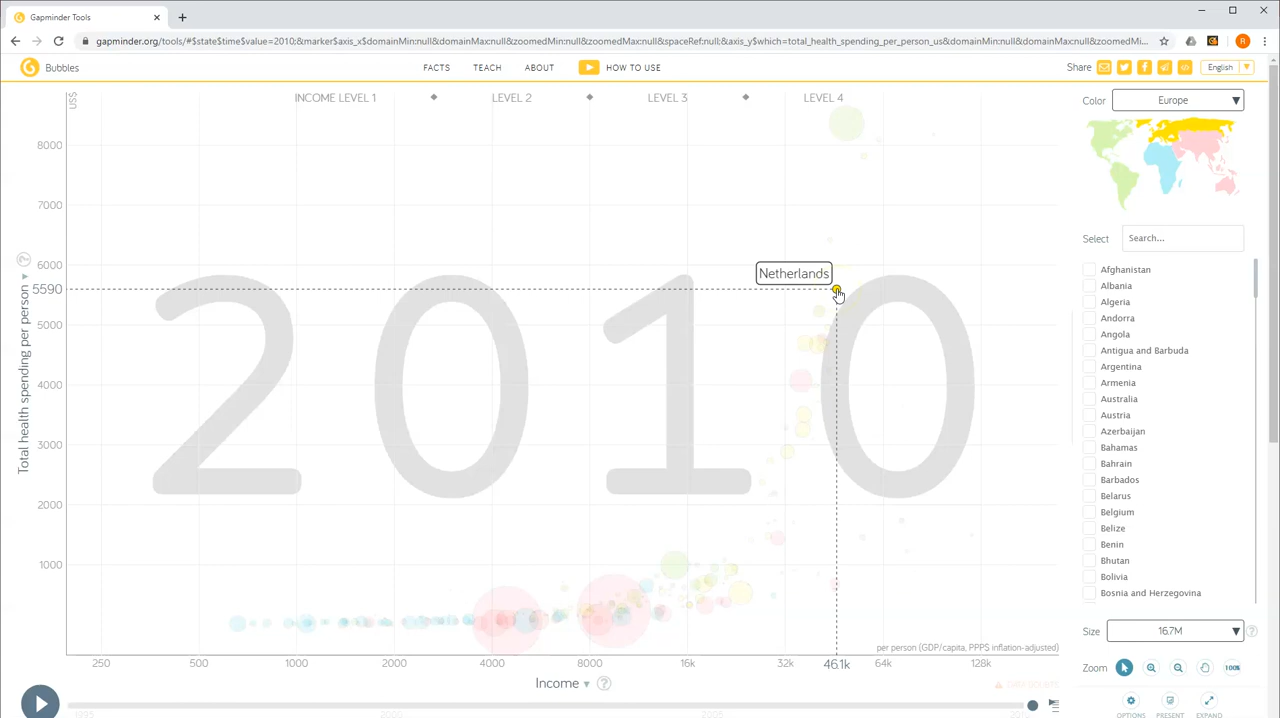 Gapminder Tools
gapminder.org/tools/#$state$time$value=2010;&marker$axis_x$domainMin:null&domainMax:null&zoomedMin:null&zoomedMax:null&spaceRef:null;&axis_y$which=total_health_spending_per_person_us&domainMin:null&domainMax:null&zoomedMi...
R
Bubbles
FACTS TEACH ABOUT HOW TO USE
Share
English
US$
INCOME LEVEL 1 LEVEL 2 LEVEL 3 LEVEL 4
Color Europe
8000
7000
6000
5590
5000
4000
3000
2000
1000
Total health spending per person
?
Netherlands
2010
Select Search...
Afghanistan
Albania
Algeria
Andorra
Angola
Antigua and Barbuda
Argentina
Armenia
Australia
Austria
Azerbaijan
Bahamas
Bahrain
Barbados
Belarus
Belgium
Belize
Benin
Bhutan
Bolivia
Bosnia and Herzegovina
Size 16.7M ?
per person (GDP/capita, PPP$ inflation-adjusted)
250 500 1000 2000 4000 8000 16k 32k 46.1k 64k 128k
Zoom 100%
Income ?
DATA DOUBTS
OPTIONS PRESENT EXPAND
1995 2000 2005